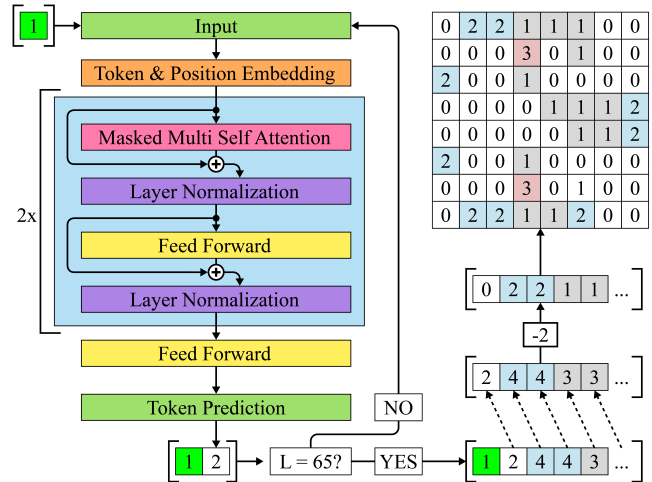 1
Input
Token & Position Embedding
2x
Masked Multi Self Attention
+
Layer Normalization
Feed Forward
+
Layer Normalization
Feed Forward
Token Prediction
1 2
L = 65?
NO
YES
1 2 4 4 3 ...
2 4 4 3 3 ...
-2
0 2 2 1 1 ...
0 2 2 1 1 1 0 0
0 0 0 3 0 1 0 0
2 0 0 1 0 0 0 0
0 0 0 0 1 1 1 2
0 0 0 0 0 1 1 2
2 0 0 1 0 0 0 0
0 0 0 3 0 1 0 0
0 2 2 1 1 2 0 0